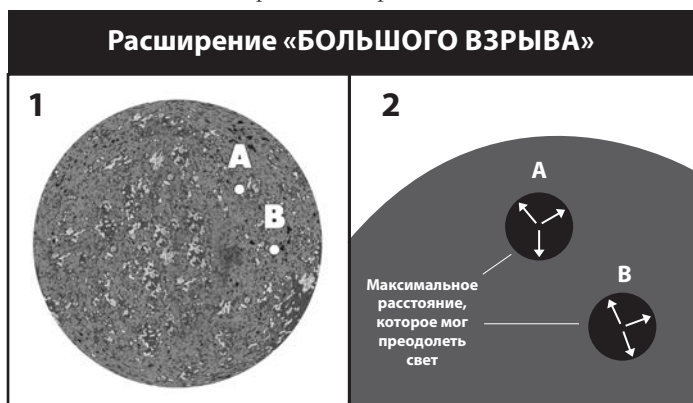 Расширение «БОЛЬШОГО ВЗРЫВА»
1
A
B
2
A
B
Максимальное
расстояние,
которое мог
преодолеть
свет